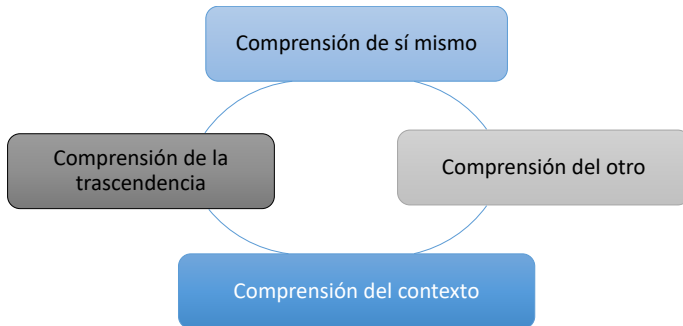 Comprensión de sí mismo
Comprensión de la
trascendencia
Comprensión del otro
Comprensión del contexto